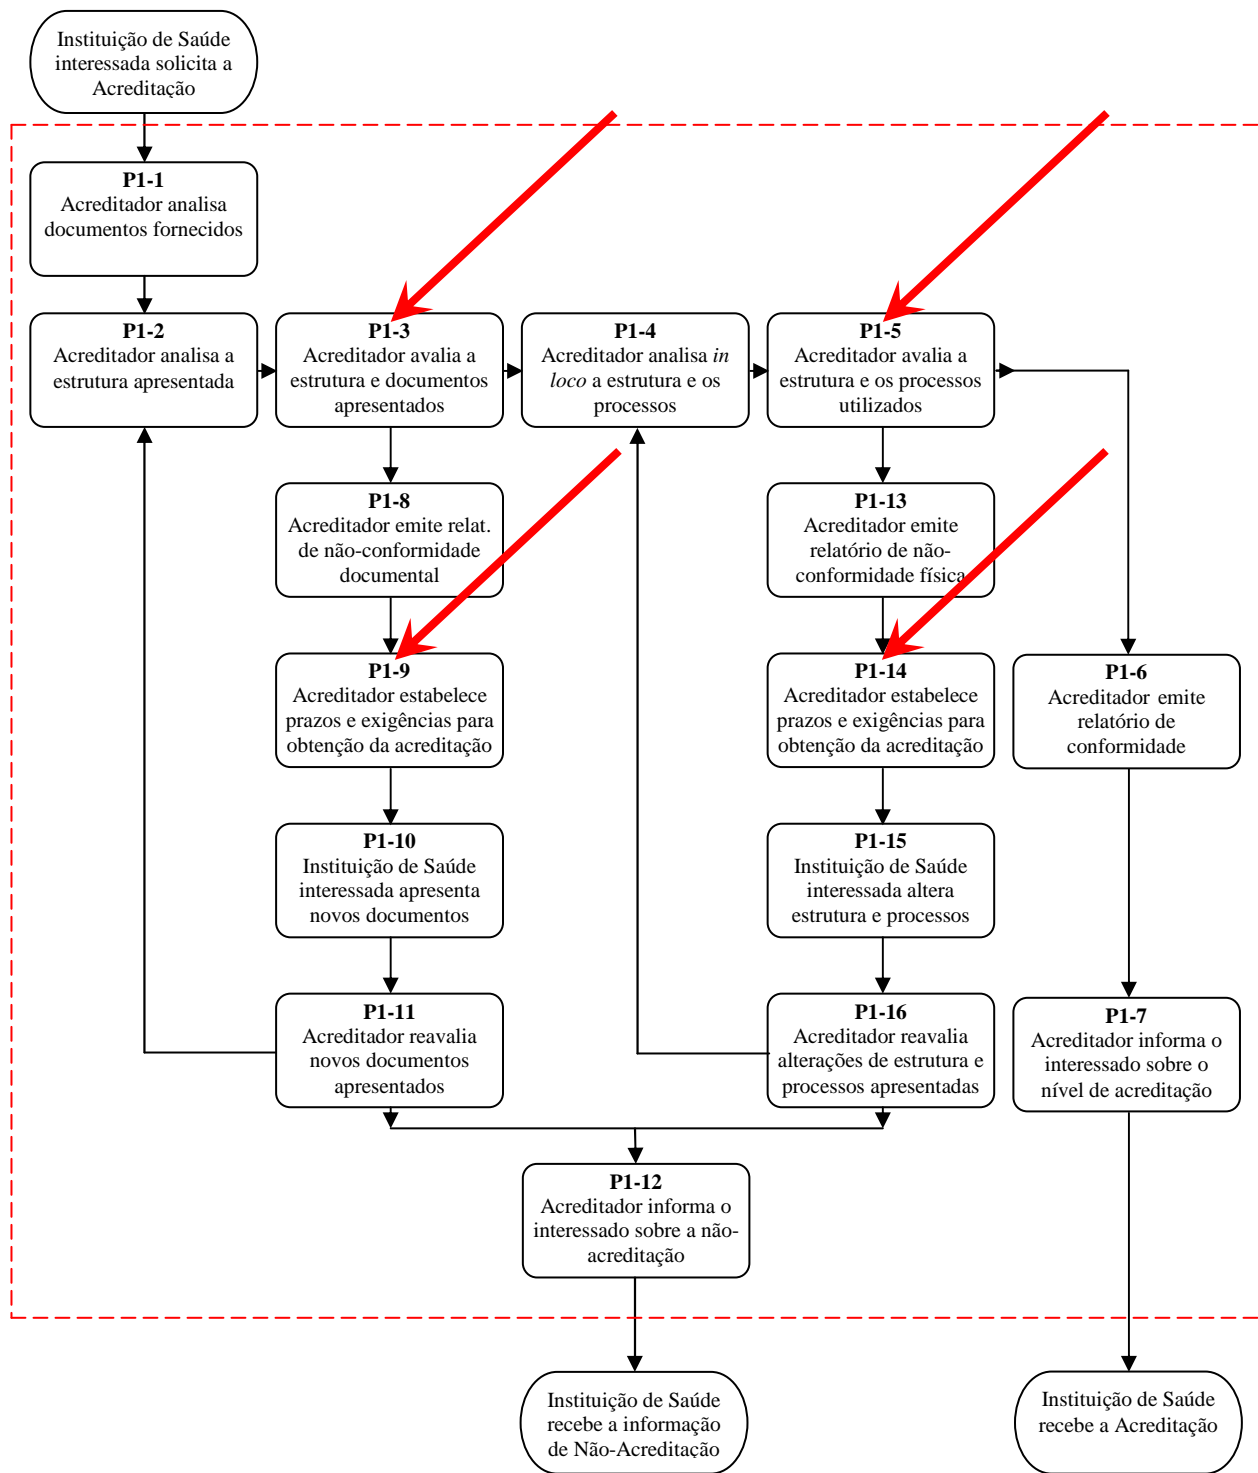 Instituição de Saúde
interessada solicita a
Acreditação
P1-1
Acreditador analisa
documentos fornecidos
P1-2
Acreditador analisa a
estrutura apresentada
P1-3
Acreditador avalia a
estrutura e documentos
apresentados
P1-4
Acreditador analisa in
loco a estrutura e os
processos
P1-5
Acreditador avalia a
estrutura e os processos
utilizados
P1-8
Acreditador emite relat.
de não-conformidade
documental
P1-13
Acreditador emite
relatório de não-
conformidade física
P1-9
Acreditador estabelece
prazos e exigências para
obtenção da acreditação
P1-14
Acreditador estabelece
prazos e exigências para
obtenção da acreditação
P1-6
Acreditador emite
relatório de
conformidade
P1-10
Instituição de Saúde
interessada apresenta
novos documentos
P1-15
Instituição de Saúde
interessada altera
estrutura e processos
P1-11
Acreditador reavalia
novos documentos
apresentados
P1-16
Acreditador reavalia
alterações de estrutura e
processos apresentadas
P1-7
Acreditador informa o
interessado sobre o
nível de acreditação
P1-12
Acreditador informa o
interessado sobre a não-
acreditação
Instituição de Saúde
recebe a informação
de Não-Acreditação
Instituição de Saúde
recebe a Acreditação